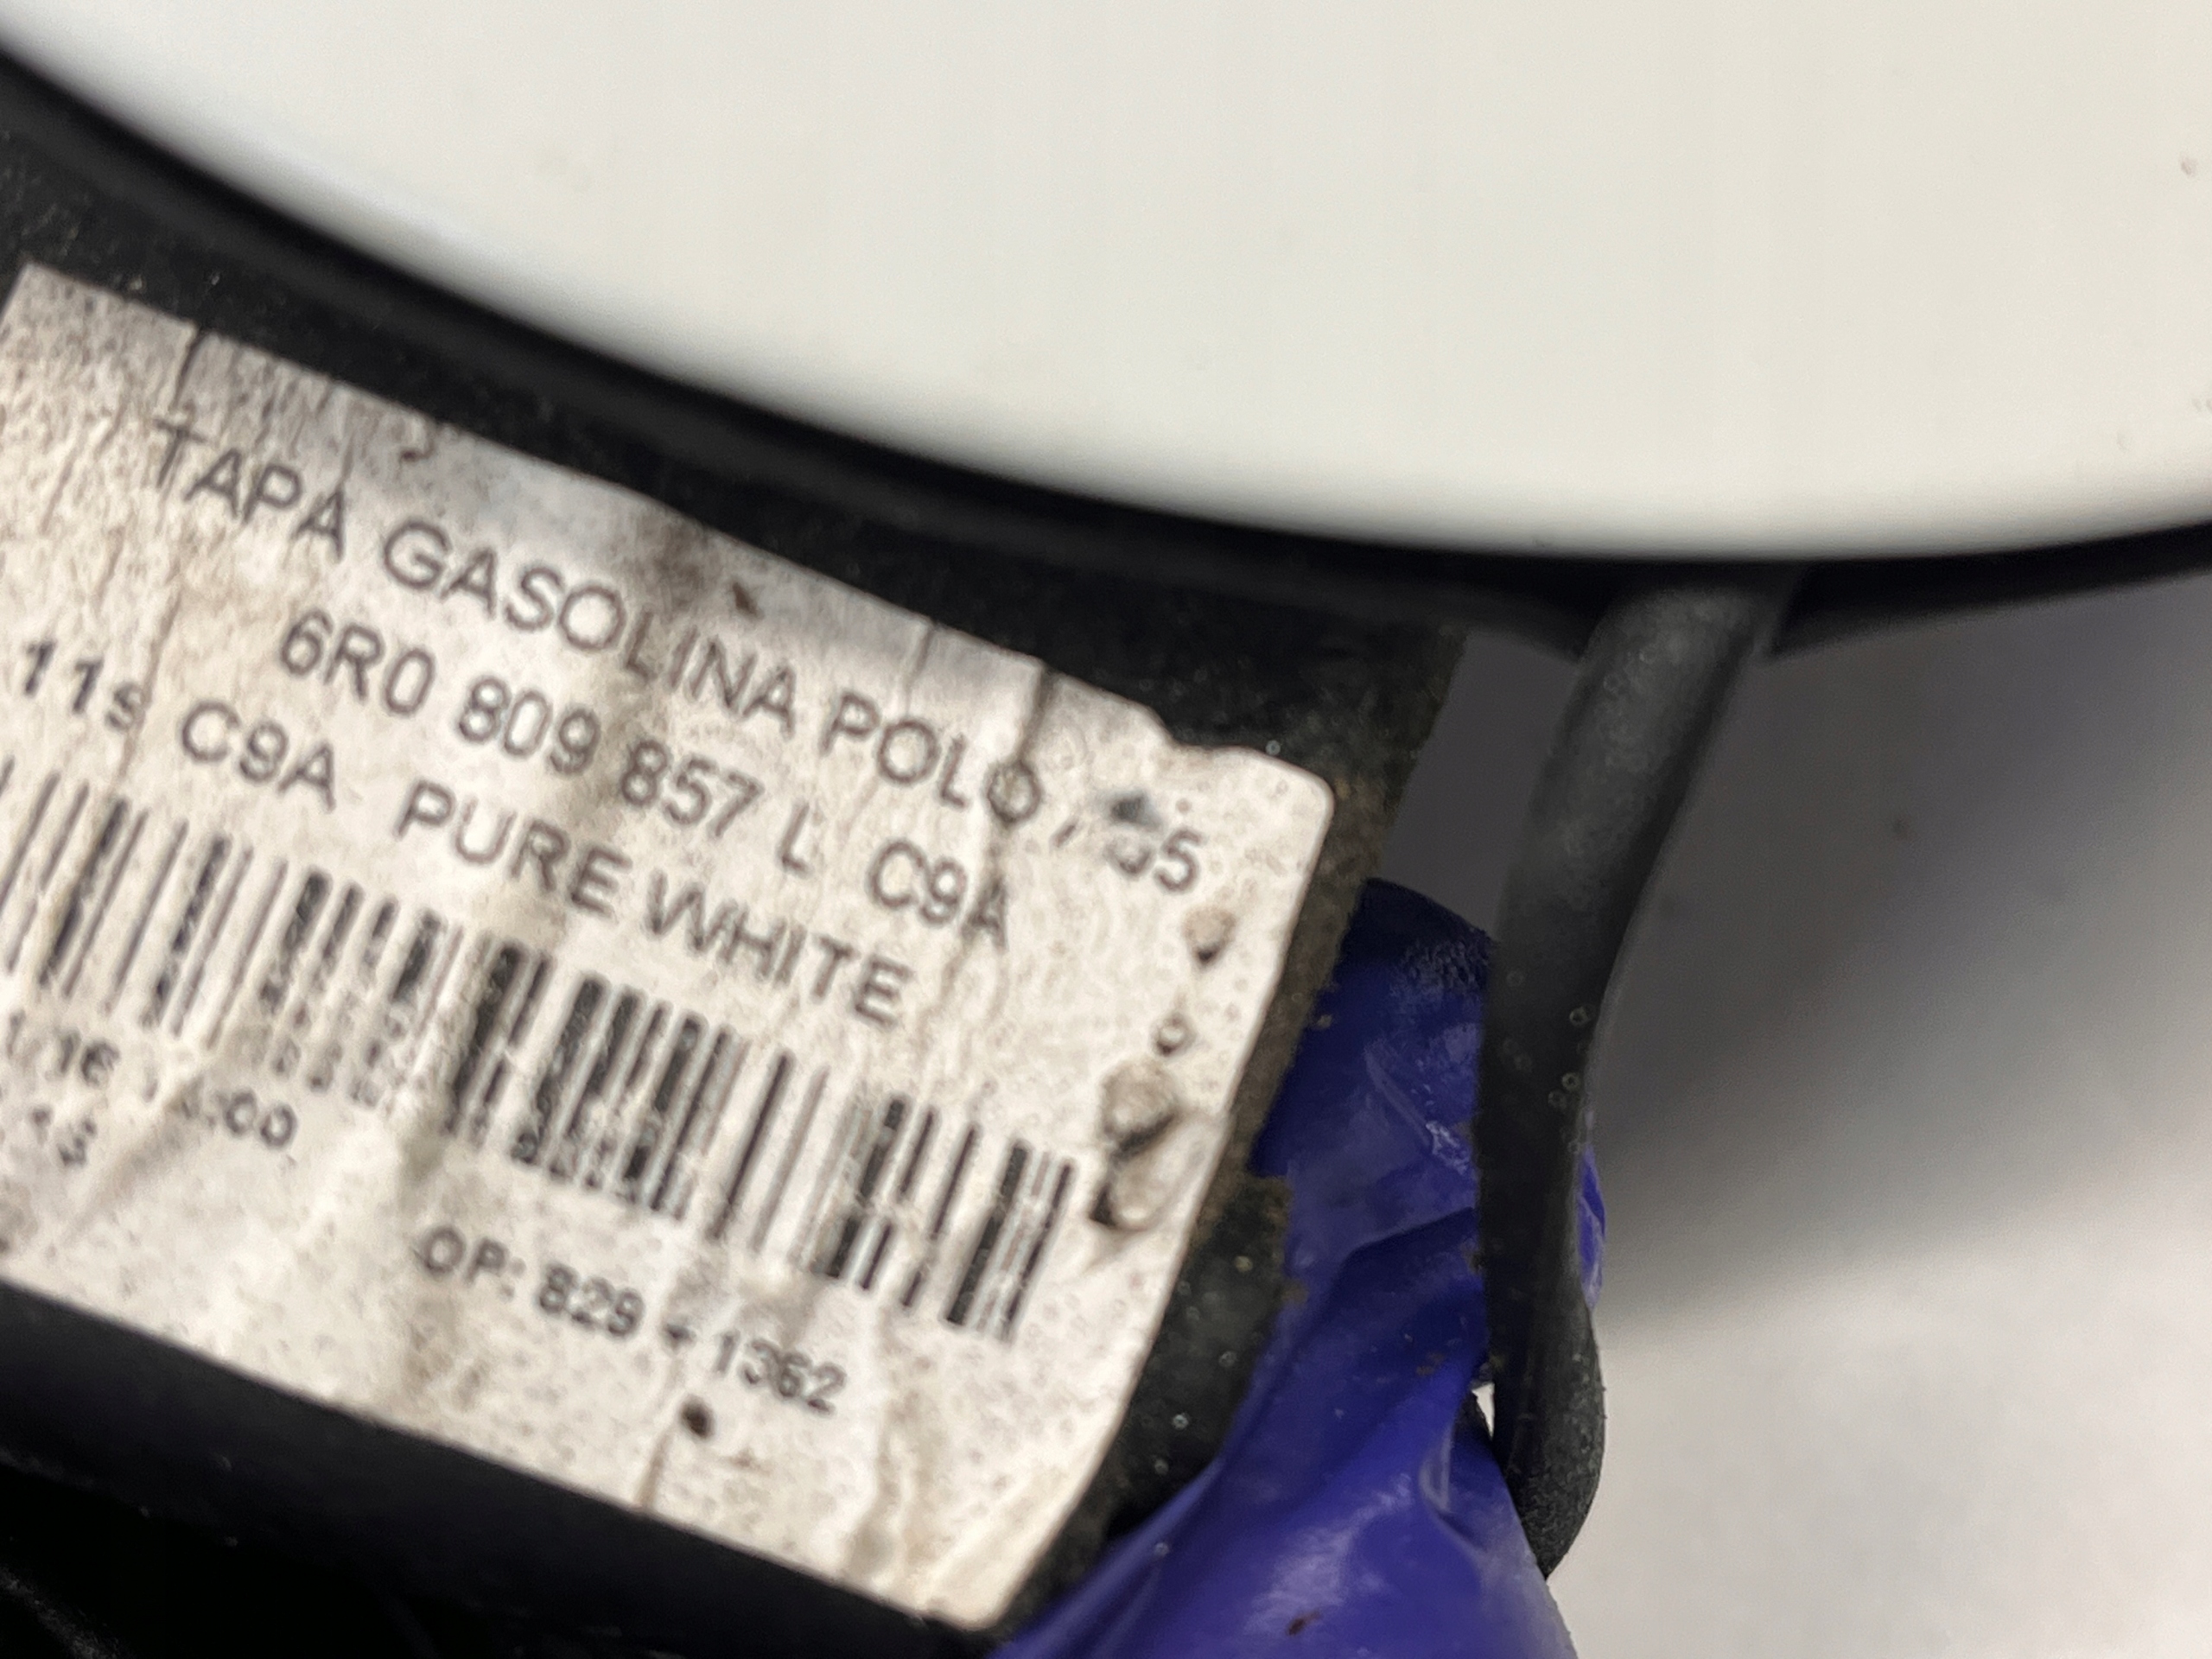 TAPA GASOLINA POLO
6R0 809 857 L C9A
11s C9A PURE WHITE
OP: 829 - 1362